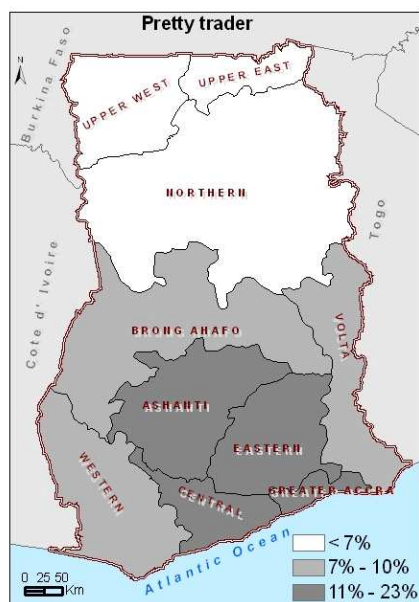 Pretty trader
Burkina Faso
N
UPPER WEST
UPPER EAST
NORTHERN
Togo
Cote d' Ivoire
BRONG AHAFO
VOLTA
ASHANTI
EASTERN
WESTERN
CENTRAL
GREATER ACCRA
Atlantic Ocean
< 7%
7% - 10%
11% - 23%
0 25 50
Km